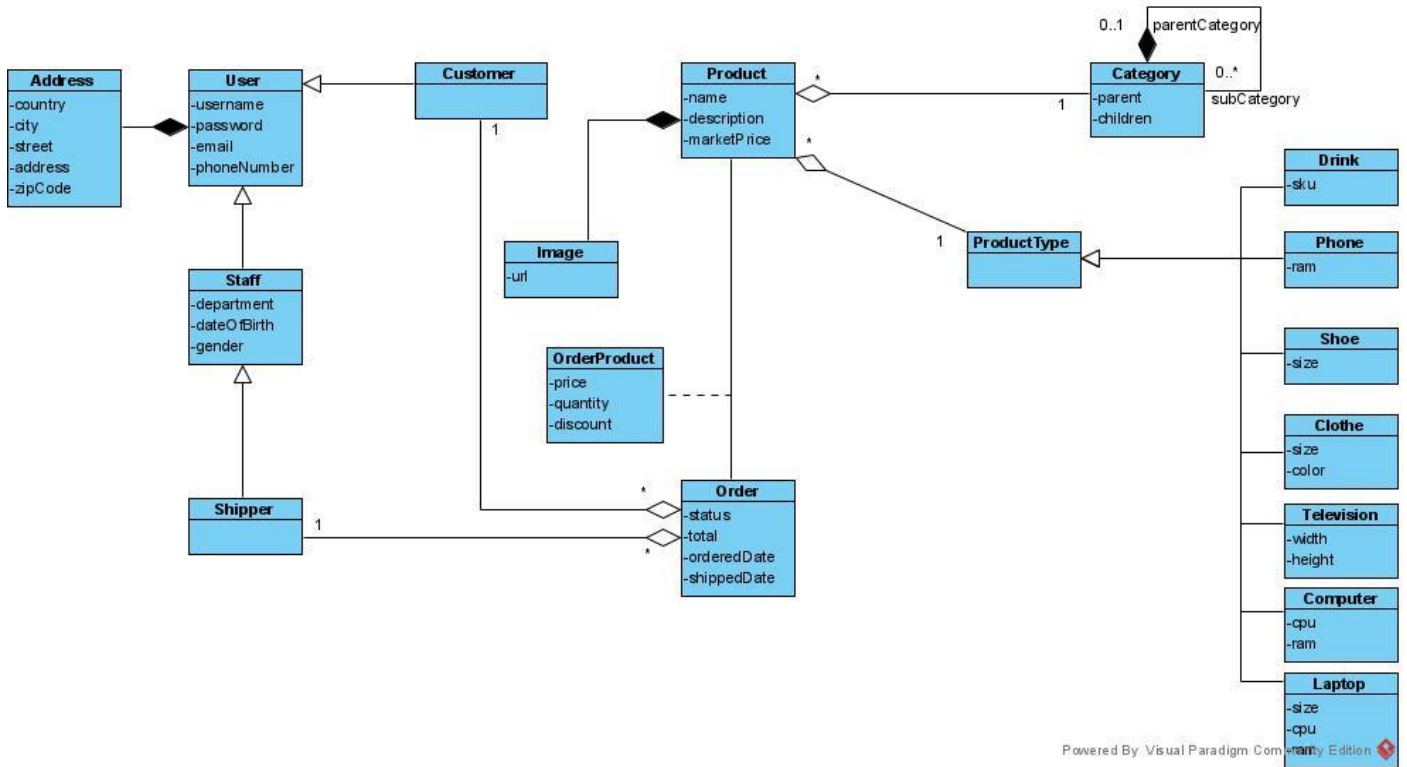 0..1
parentCategory
0..*
subCategory
Address
-country
-city
-street
-address
-zipCode
User
-username
-password
-email
-phoneNumber
Customer
1
Product
-name
-description
-marketPrice
*
1
*
Category
-parent
-children
Drink
-sku
Phone
-ram
Shoe
-size
Clothe
-size
-color
Television
-width
-height
Computer
-cpu
-ram
Laptop
-size
-cpu
-ram
1
ProductType
Image
-url
Staff
-department
-dateOfBirth
-gender
OrderProduct
-price
-quantity
-discount
Shipper
1
*
*
Order
-status
-total
-orderedDate
-shippedDate
Powered By Visual Paradigm Community Edition